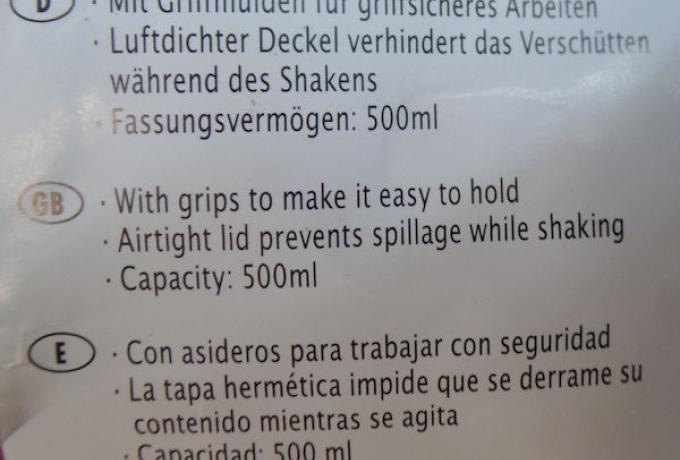 D · Mit Griffmulden für griffsicheres Arbeiten
· Luftdichter Deckel verhindert das Verschütten
während des Shakens
· Fassungsvermögen: 500ml
GB · With grips to make it easy to hold
· Airtight lid prevents spillage while shaking
· Capacity: 500ml
E · Con asideros para trabajar con seguridad
· La tapa hermética impide que se derrame su
contenido mientras se agita
· Capacidad: 500 ml